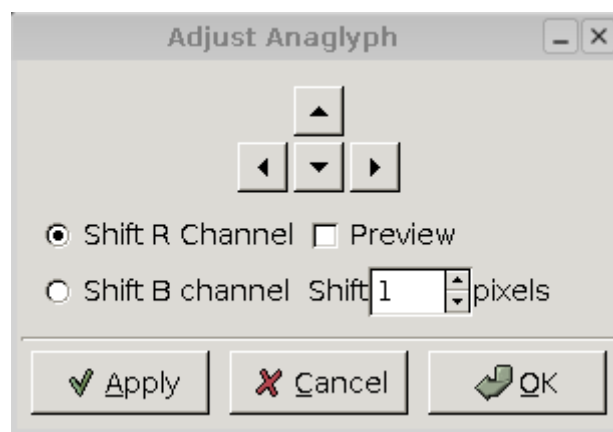 Adjust Anaglyph
Shift R Channel Preview
Shift B channel Shift 1 pixels
Apply Cancel OK